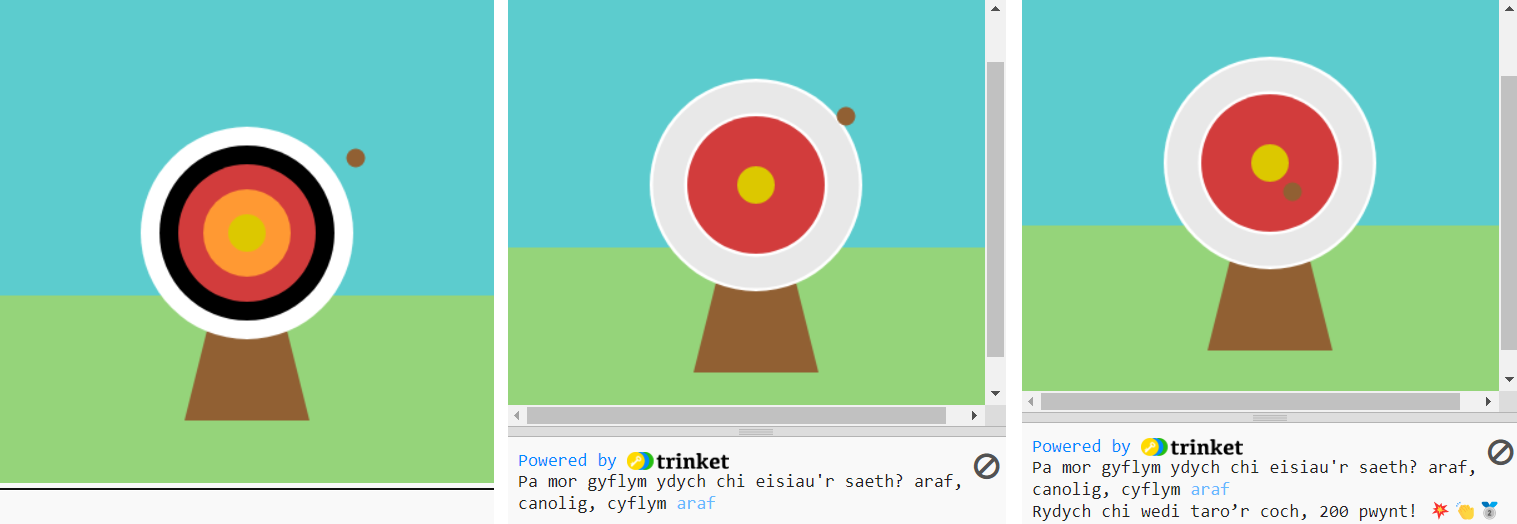 Powered by trinket
Pa mor gyflym ydych chi eisiau'r saeth? araf,
canolig, cyflym araf
Powered by trinket
Pa mor gyflym ydych chi eisiau'r saeth? araf,
canolig, cyflym araf
Rydych chi wedi taro’r coch, 200 pwynt! 💥 👏 🥈